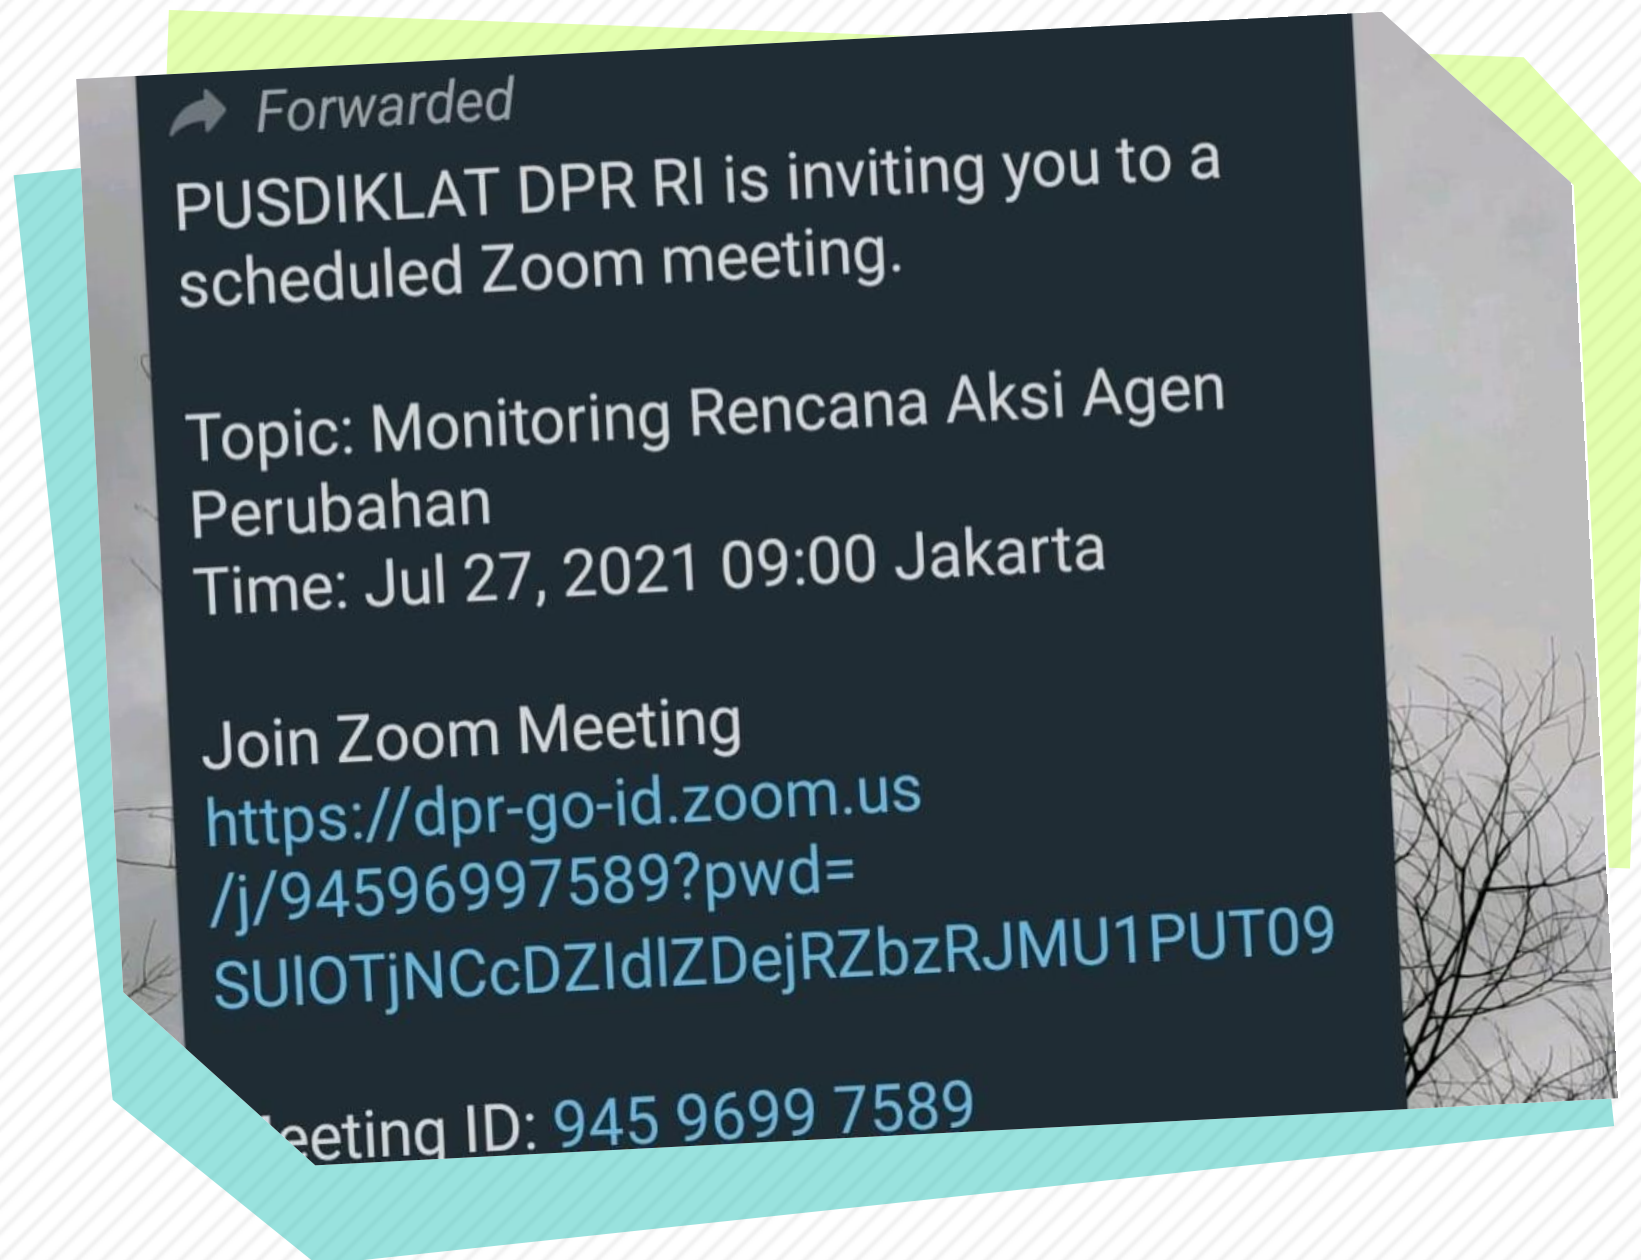 Forwarded
PUSDIKLAT DPR RI is inviting you to a
scheduled Zoom meeting.
Topic: Monitoring Rencana Aksi Agen
Perubahan
Time: Jul 27, 2021 09:00 Jakarta
Join Zoom Meeting
https://dpr-go-id.zoom.us
/j/94596997589?pwd=
SUlOTjNCcDZIdlZDejRZbzRJMU1PUT09
eeting ID: 945 9699 7589